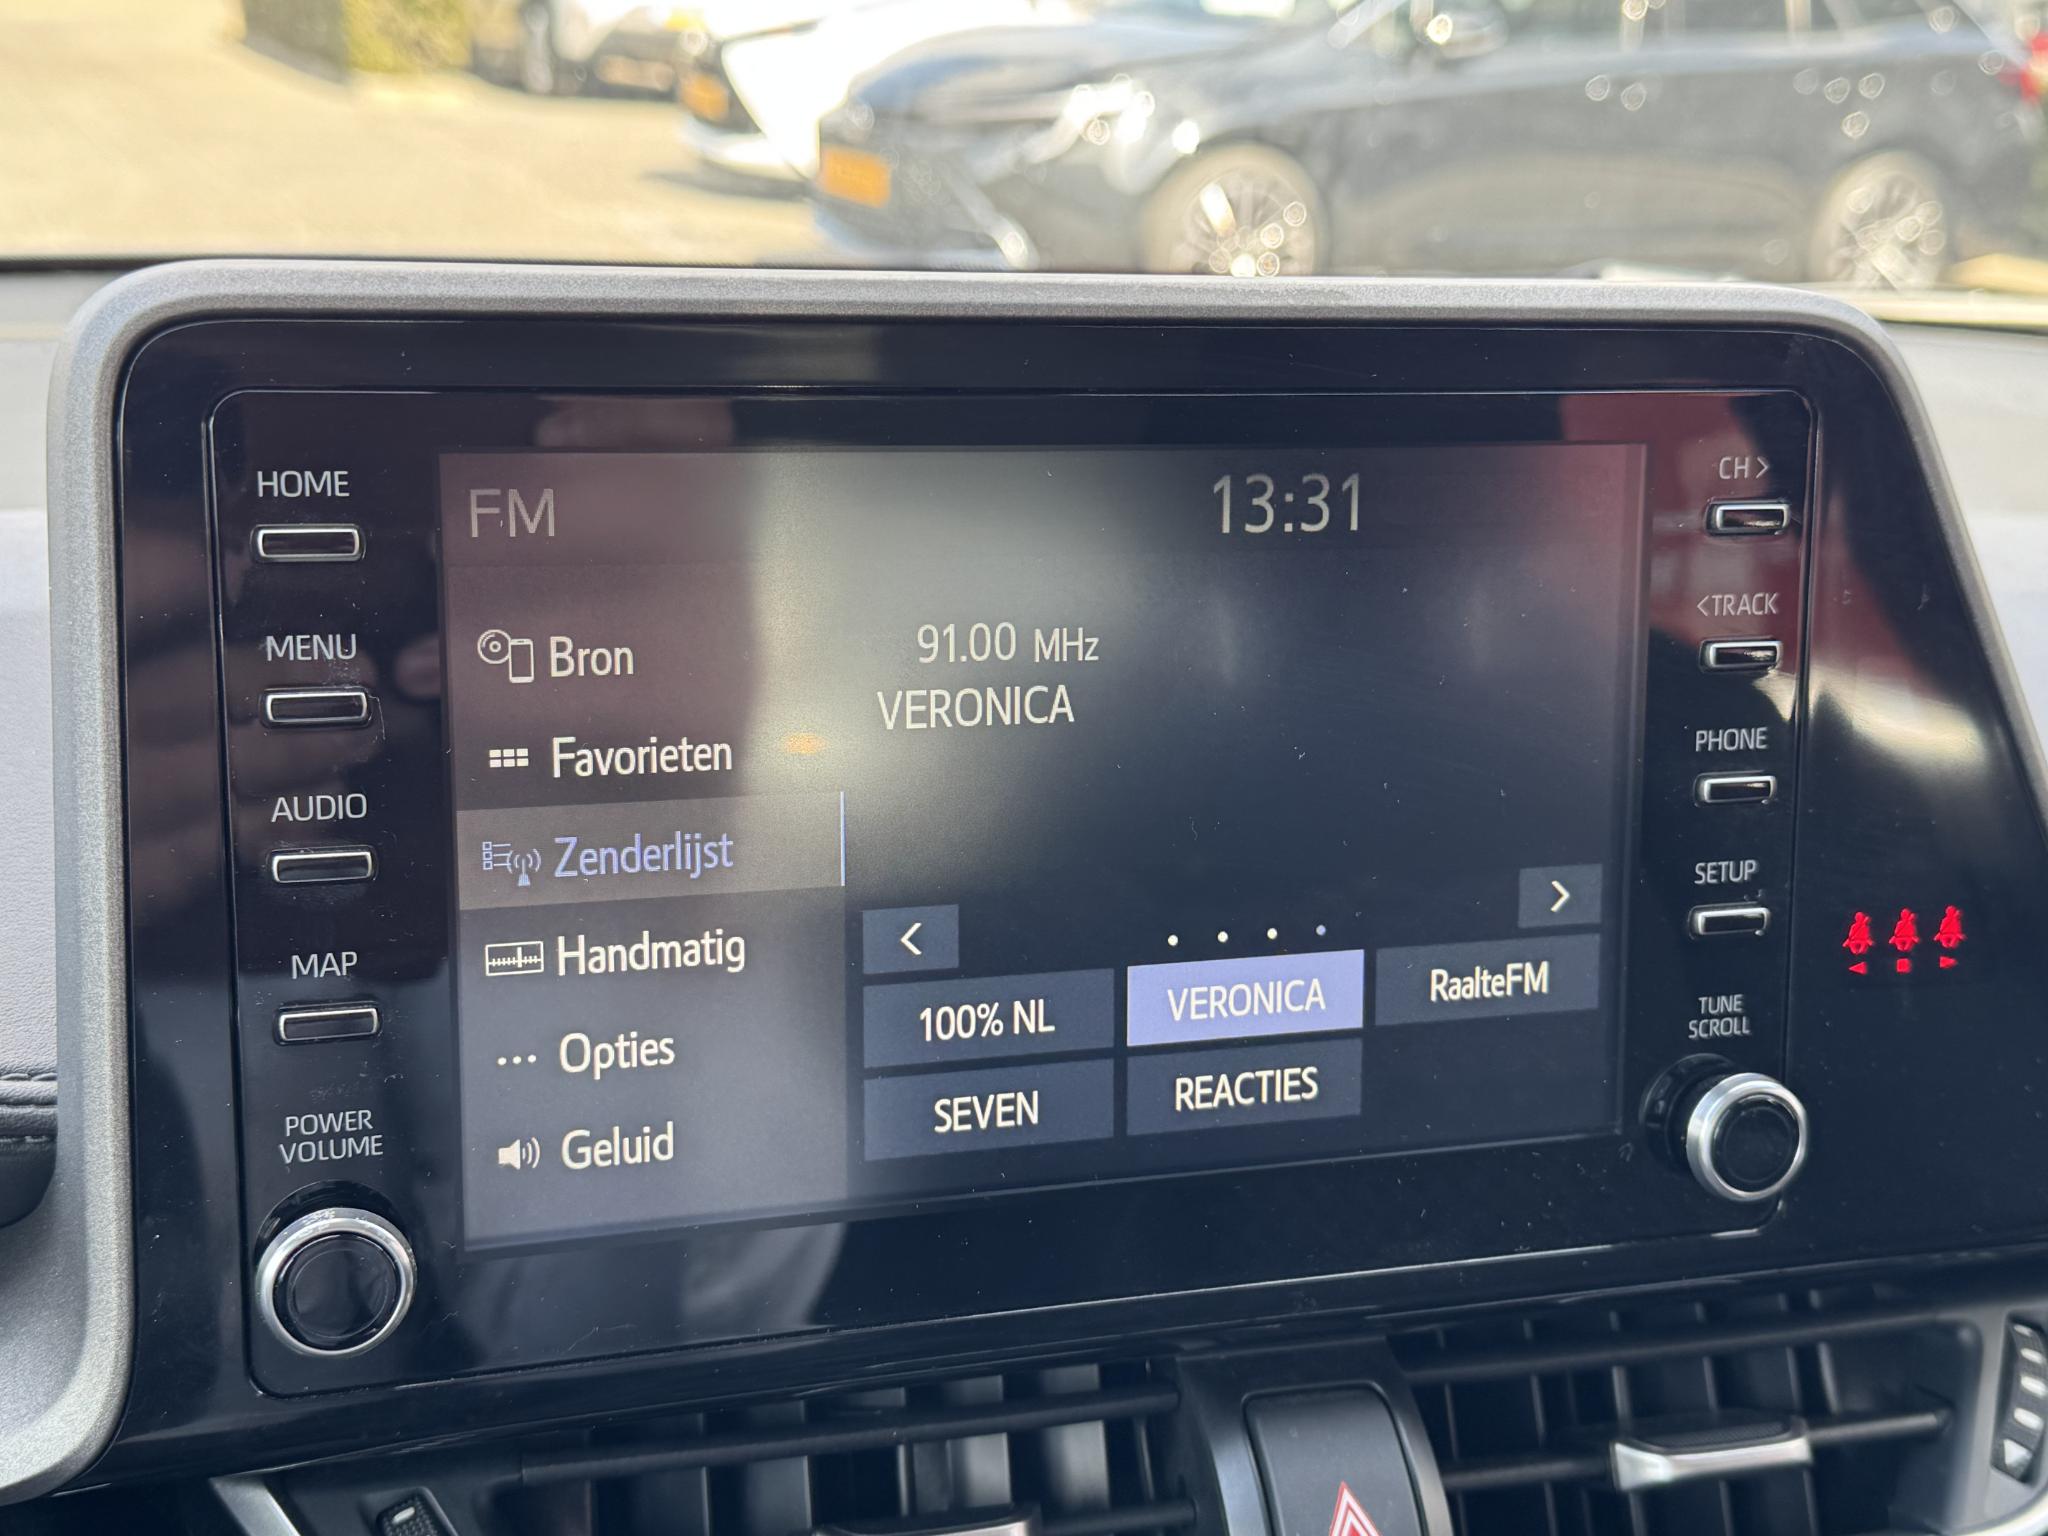 HOME
MENU
AUDIO
MAP
POWER
VOLUME
FM
13:31
Bron
Favorieten
Zenderlijst
Handmatig
Opties
Geluid
91.00 MHz
VERONICA
<
>
100% NL
VERONICA
RaalteFM
SEVEN
REACTIES
CH >
< TRACK
PHONE
SETUP
TUNE
SCROLL